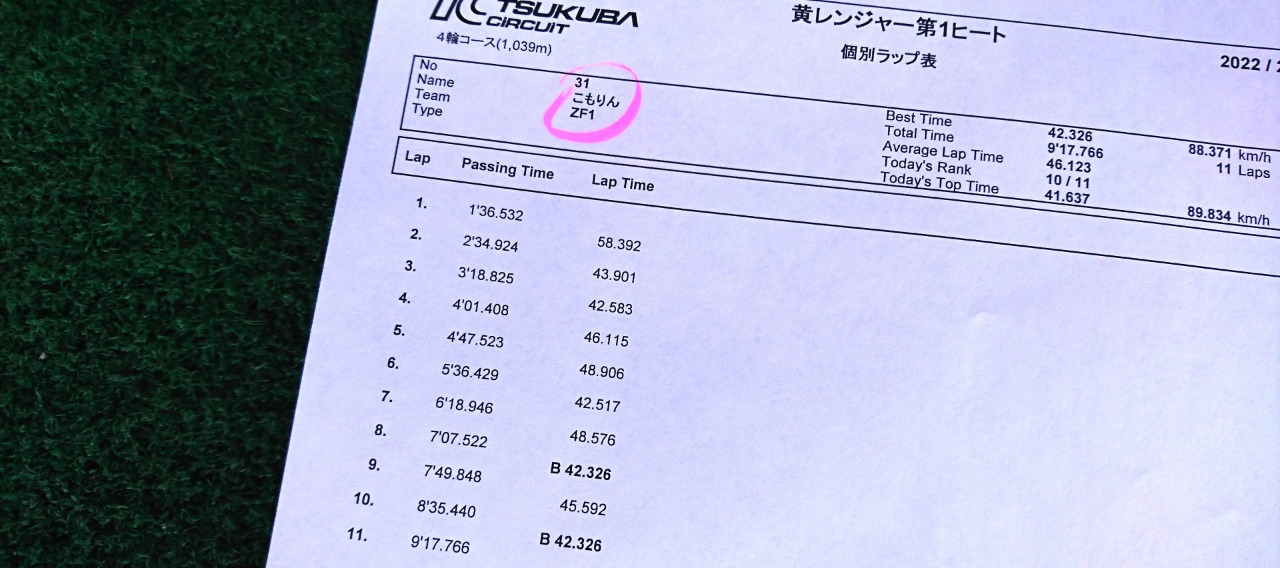 TSUKUBA
CIRCUIT
4輪コース(1,039m)
黄レンジャー第1ヒート
個別ラップ表
2022 /
No 31
Name こもりん
Team ZF1
Type
Best Time 42.326 88.371 km/h
Total Time 9'17.766 11 Laps
Average Lap Time 46.123
Today's Rank 10 / 11
Today's Top Time 41.637 89.834 km/h
Lap Passing Time Lap Time
1. 1'36.532
2. 2'34.924 58.392
3. 3'18.825 43.901
4. 4'01.408 42.583
5. 4'47.523 46.115
6. 5'36.429 48.906
7. 6'18.946 42.517
8. 7'07.522 48.576
9. 7'49.848 B 42.326
10. 8'35.440 45.592
11. 9'17.766 B 42.326